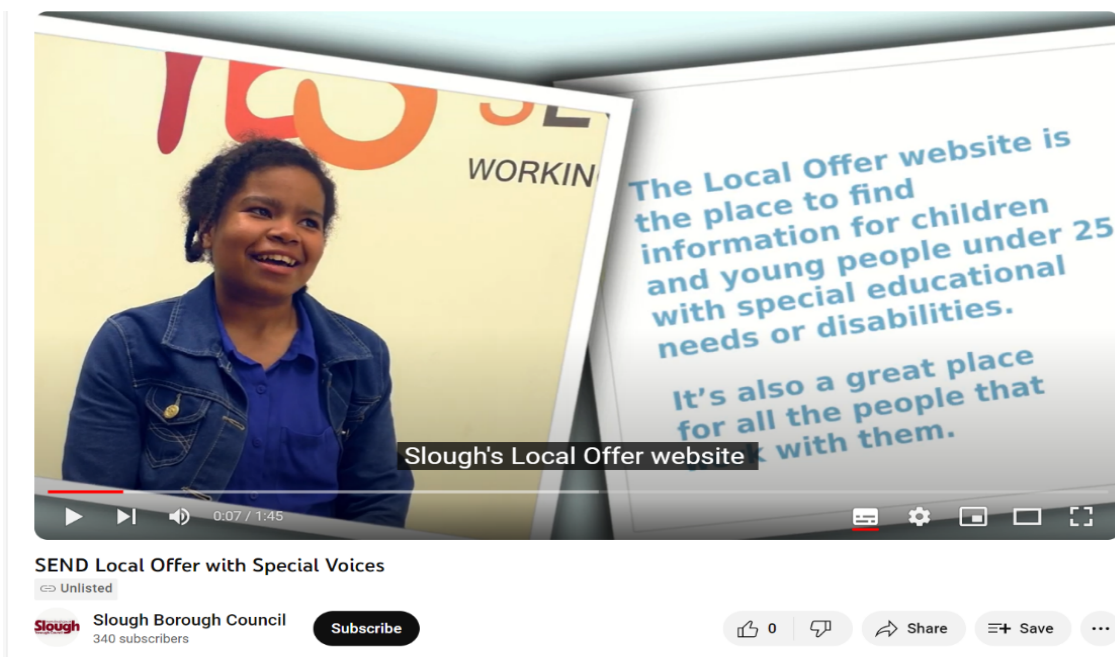 WORKIN
The Local Offer website is
the place to find
information for children
and young people under 25
with special educational
needs or disabilities.
It's also a great place
for all the people that
with them.
Slough's Local Offer website
0:07 / 1:45
SEND Local Offer with Special Voices
Unlisted
Slough
Slough Borough Council
340 subscribers
Subscribe
0
Share
Save